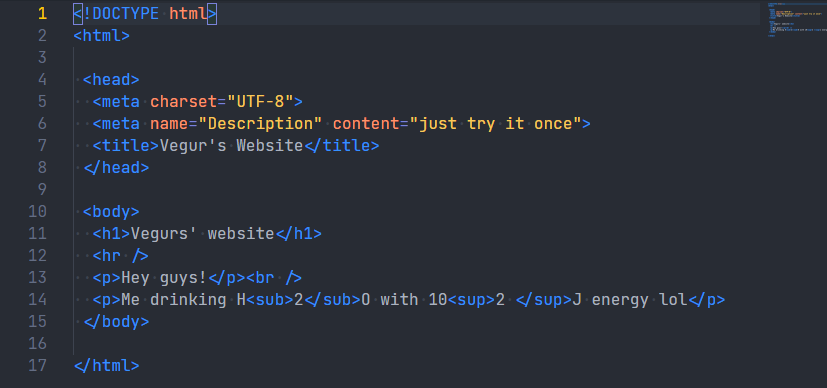 1 <!DOCTYPE html>
2 <html>
3
4 <head>
5 <meta charset="UTF-8">
6 <meta name="Description" content="just try it once">
7 <title>Vegur's Website</title>
8 </head>
9
10 <body>
11 <h1>Vegurs' website</h1>
12 <hr />
13 <p>Hey guys!</p><br />
14 <p>Me drinking H<sub>2</sub>O with 10<sup>2 </sup>J energy lol</p>
15 </body>
16
17 </html>